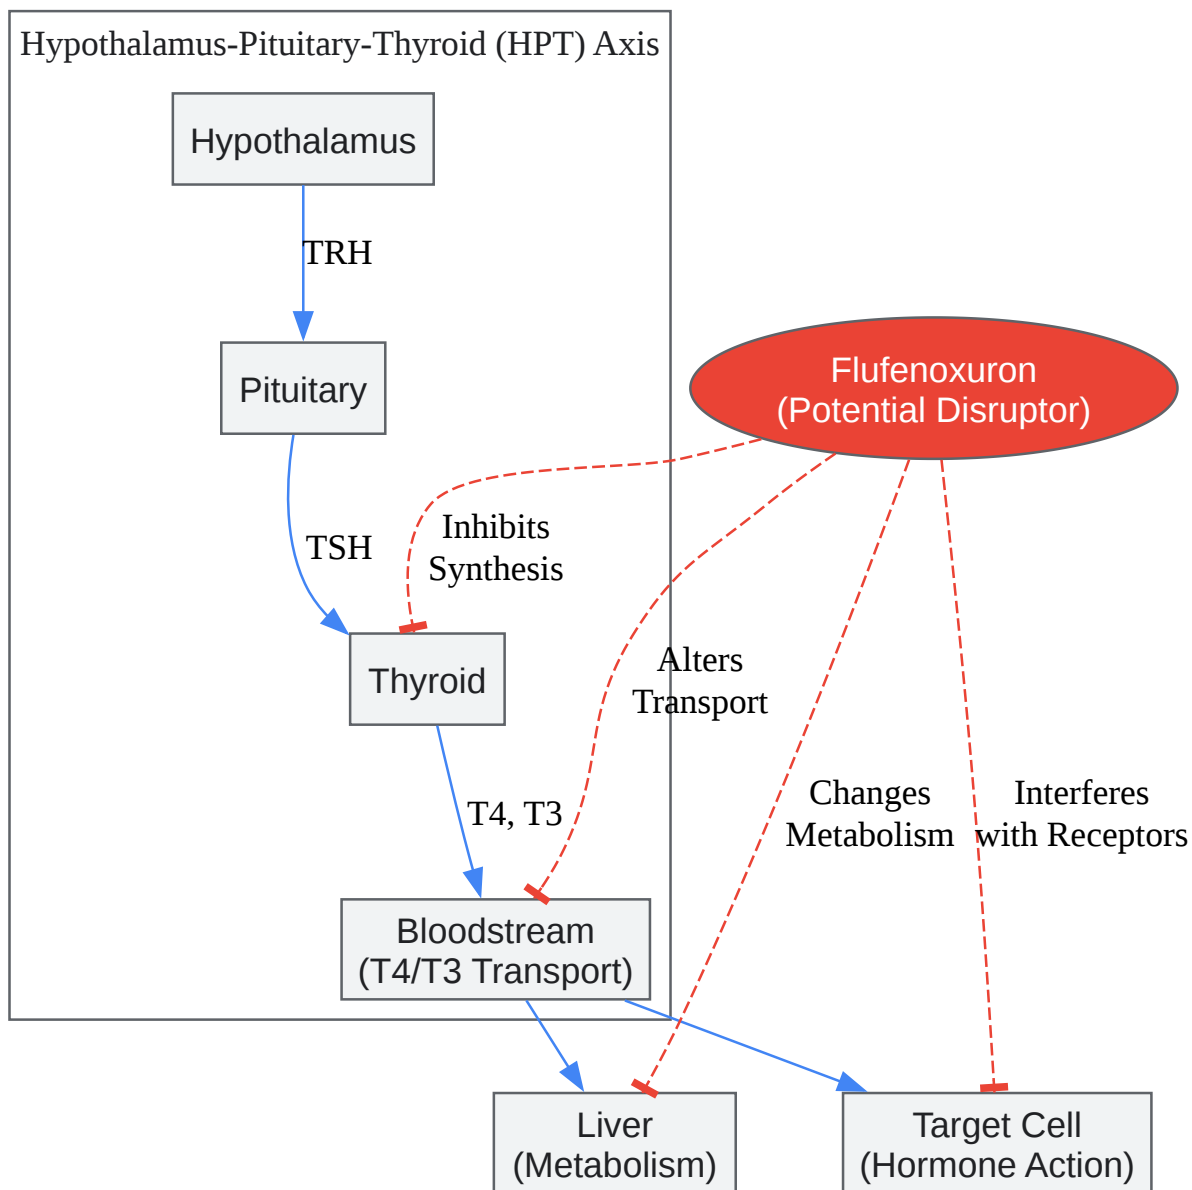 Hypothalamus-Pituitary-Thyroid (HPT) Axis
Hypothalamus
TRH
Pituitary
Flufenoxuron
(Potential Disruptor)
TSH
Inhibits
Synthesis
Thyroid
Alters
Transport
T4, T3
Changes
Metabolism
Interferes
with Receptors
Bloodstream
(T4/T3 Transport)
Liver
(Metabolism)
Target Cell
(Hormone Action)